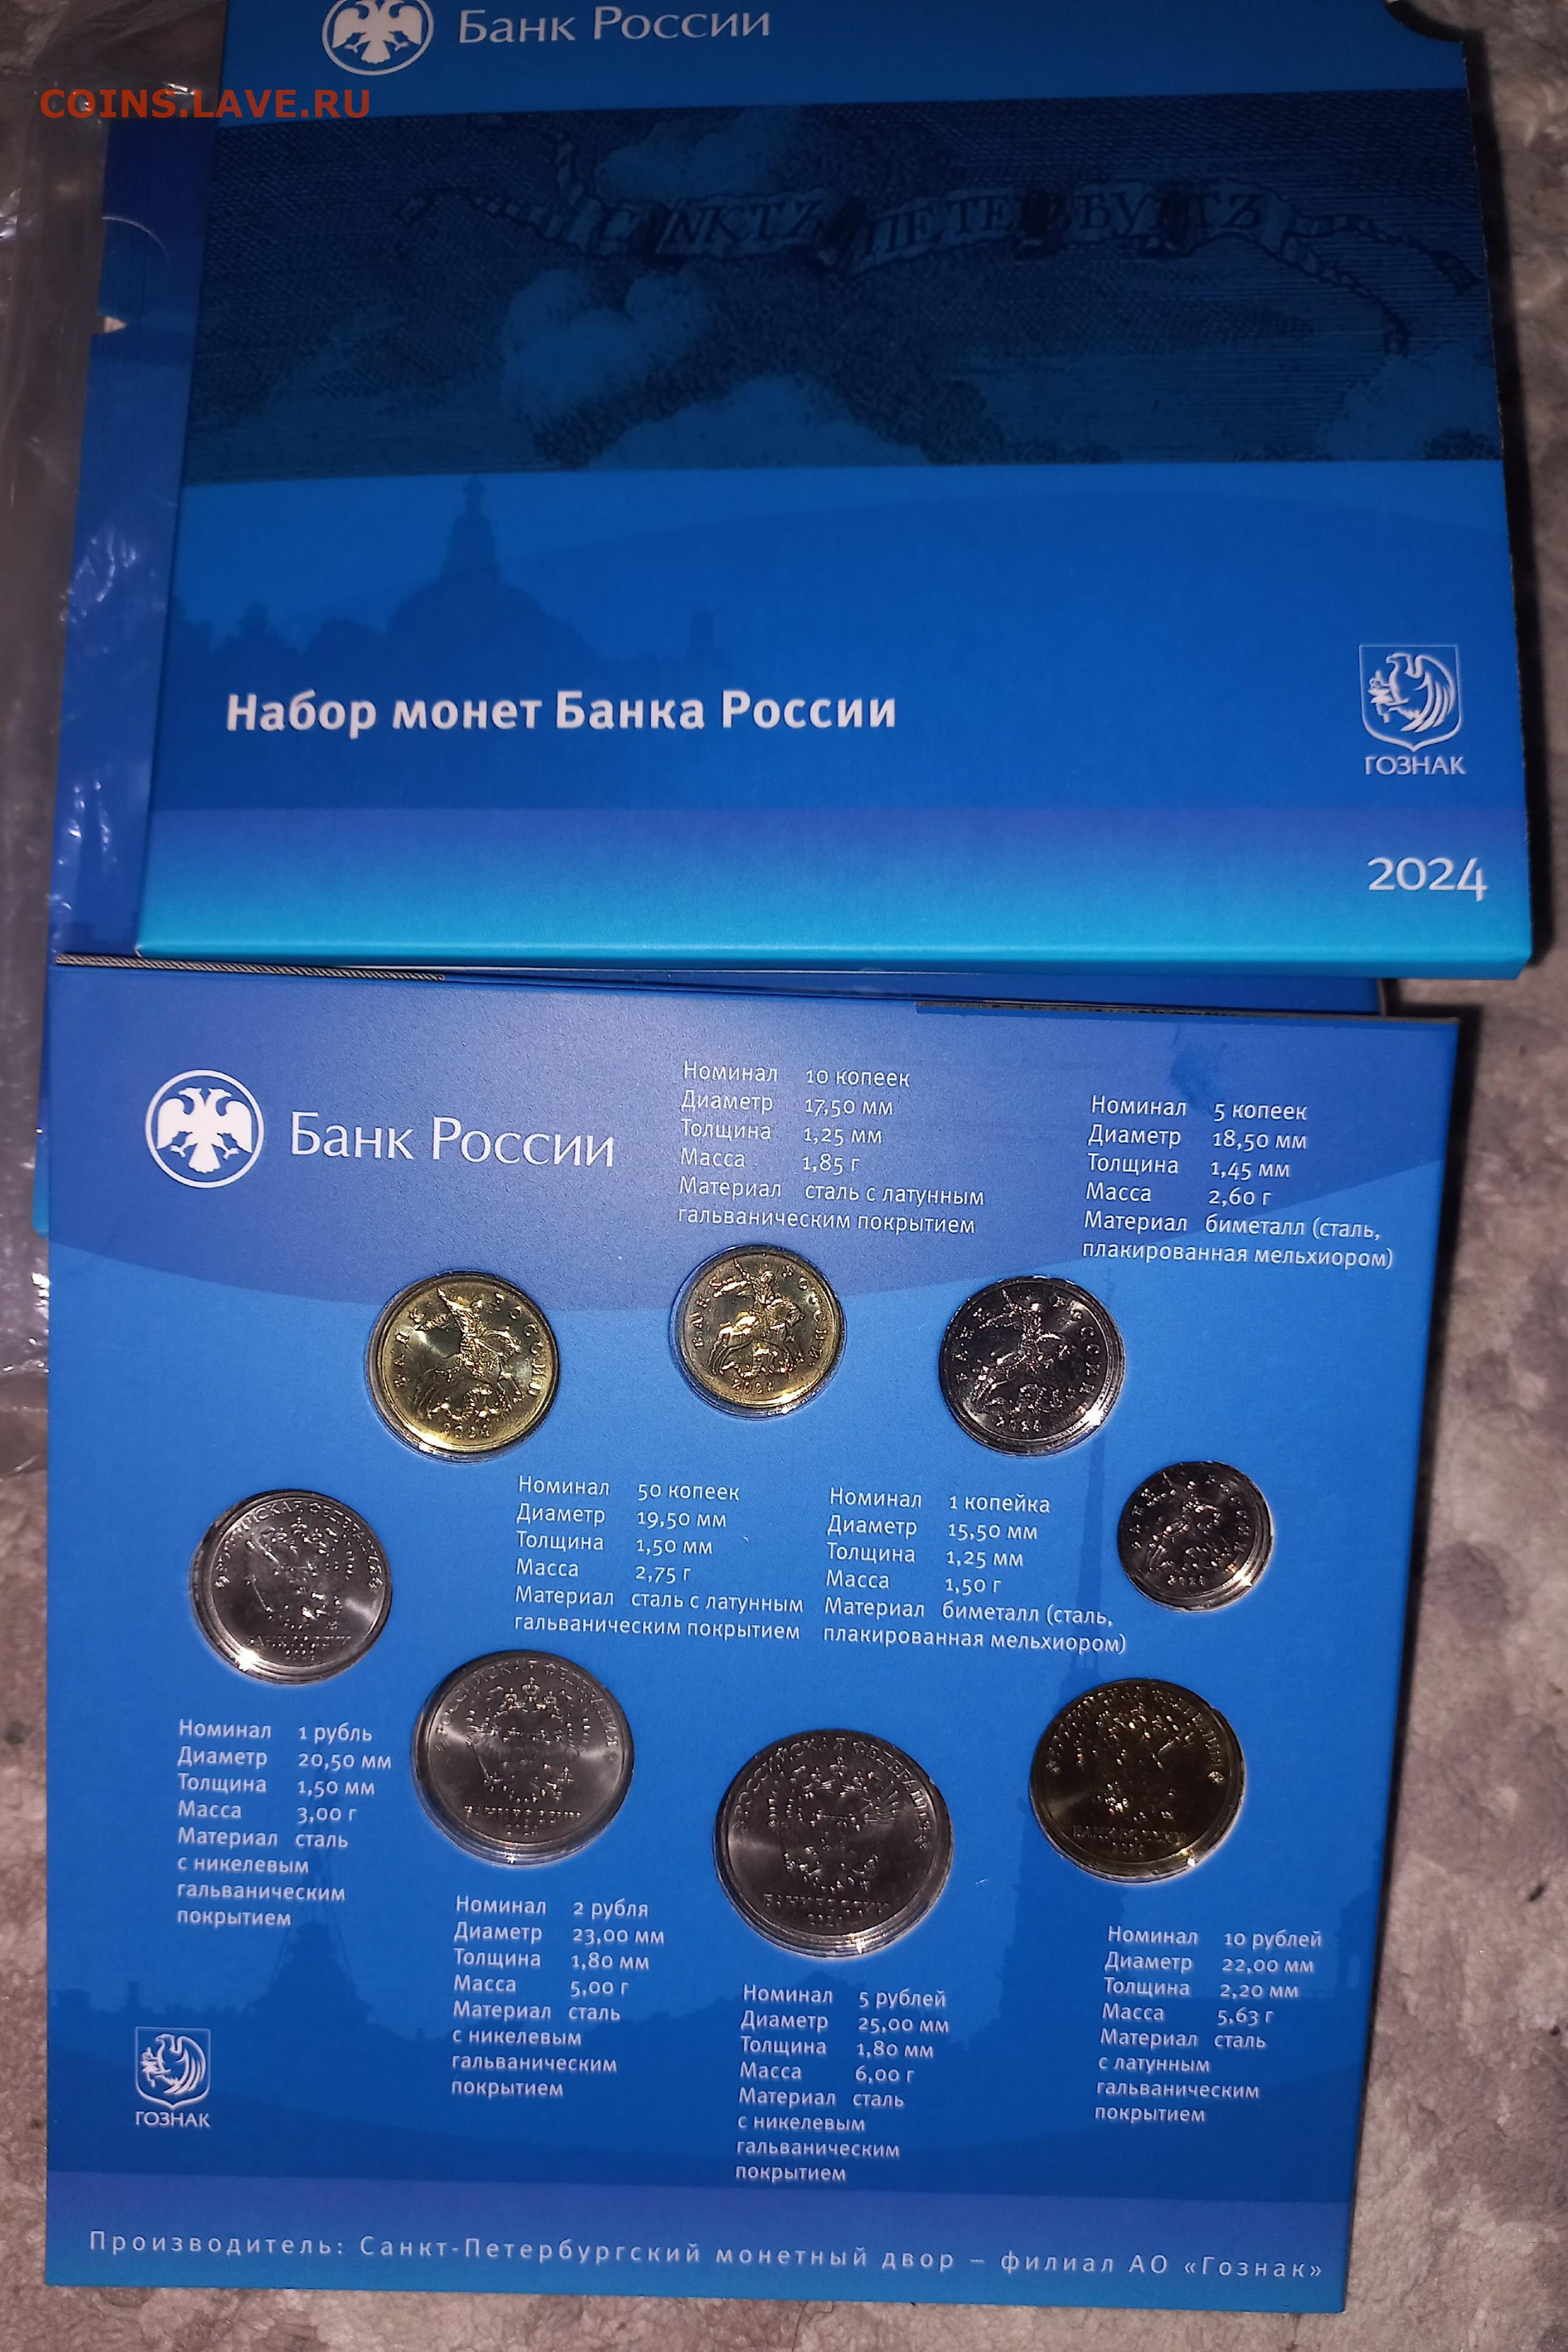 Банк России
COINS.LAVE.RU
Набор монет Банка России
ГОЗНАК
2024
Банк России
Номинал 10 копеек
Диаметр 17,50 мм
Толщина 1,25 мм
Масса 1,85 г
Материал сталь с латунным
гальваническим покрытием
Номинал 5 копеек
Диаметр 18,50 мм
Толщина 1,45 мм
Масса 2,60 г
Материал биметалл (сталь,
плакированная мельхиором)
Номинал 50 копеек
Диаметр 19,50 мм
Толщина 1,50 мм
Масса 2,75 г
Материал сталь с латунным
гальваническим покрытием
Номинал 1 копейка
Диаметр 15,50 мм
Толщина 1,25 мм
Масса 1,50 г
Материал биметалл (сталь,
плакированная мельхиором)
Номинал 1 рубль
Диаметр 20,50 мм
Толщина 1,50 мм
Масса 3,00 г
Материал сталь
с никелевым
гальваническим
покрытием
Номинал 2 рубля
Диаметр 23,00 мм
Толщина 1,80 мм
Масса 5,00 г
Материал сталь
с никелевым
гальваническим
покрытием
Номинал 5 рублей
Диаметр 25,00 мм
Толщина 1,80 мм
Масса 6,00 г
Материал сталь
с никелевым
гальваническим
покрытием
Номинал 10 рублей
Диаметр 22,00 мм
Толщина 2,20 мм
Масса 5,63 г
Материал сталь
с латунным
гальваническим
покрытием
ГОЗНАК
Производитель: Санкт-Петербургский монетный двор – филиал АО «Гознак»